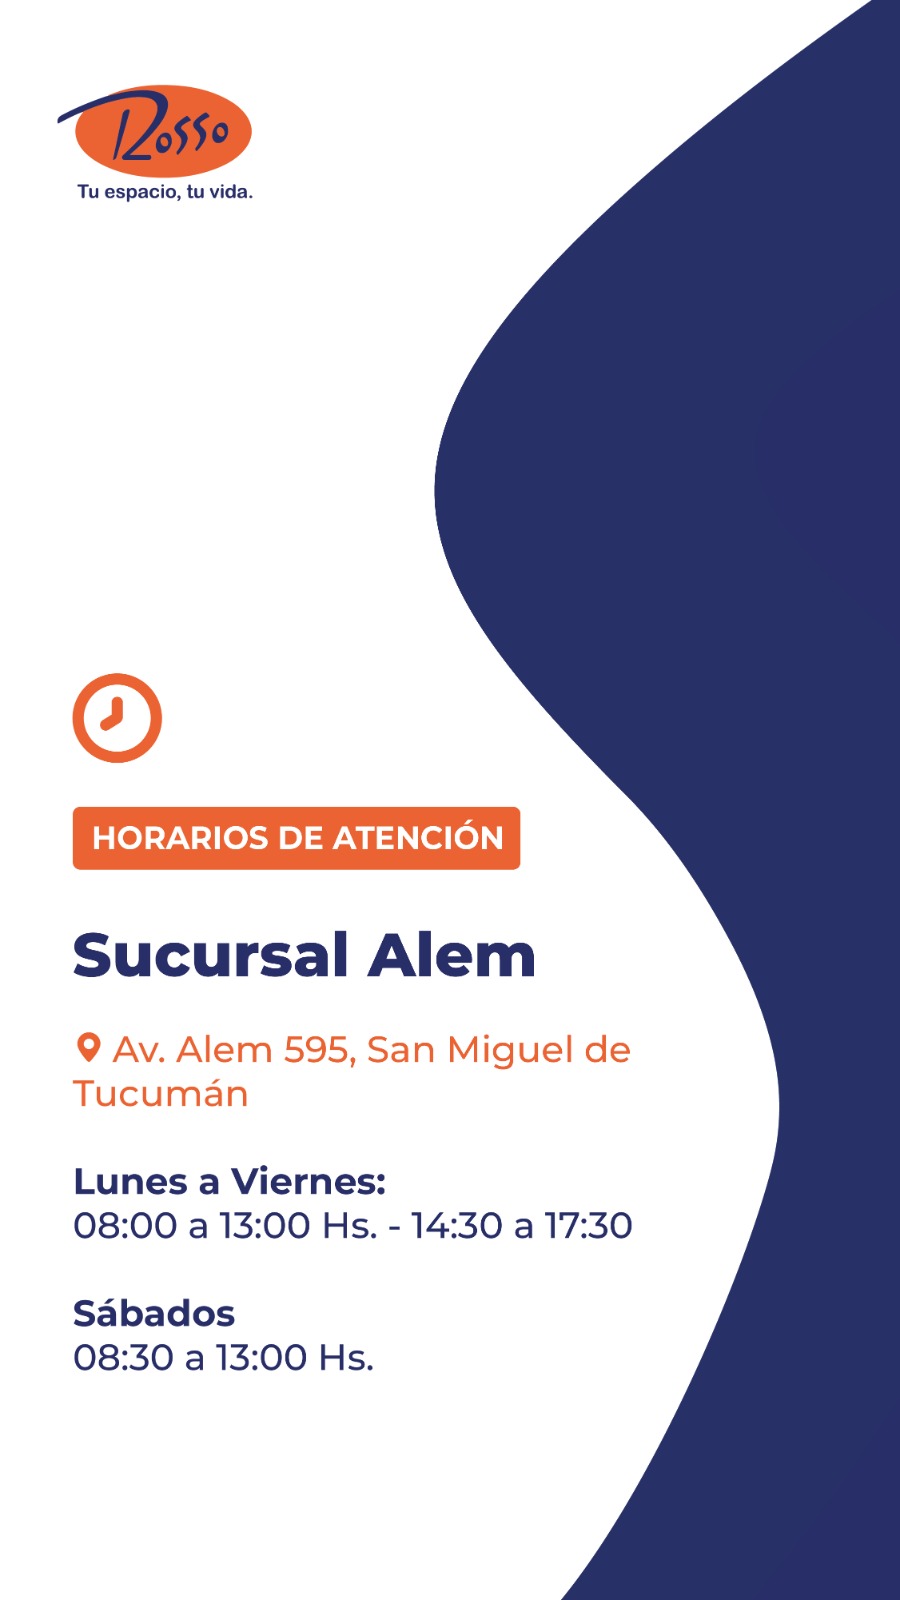 Rosso
Tu espacio, tu vida.
HORARIOS DE ATENCIÓN
Sucursal Alem
Av. Alem 595, San Miguel de
Tucumán
Lunes a Viernes:
08:00 a 13:00 Hs. - 14:30 a 17:30
Sábados
08:30 a 13:00 Hs.